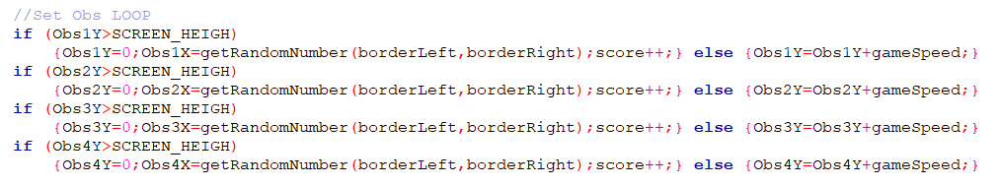 //Set Obs LOOP
if (Obs1Y>SCREEN_HEIGH)
{Obs1Y=0;Obs1X=getRandomNumber(borderLeft,borderRight);score++;} else {Obs1Y=Obs1Y+gameSpeed;}
if (Obs2Y>SCREEN_HEIGH)
{Obs2Y=0;Obs2X=getRandomNumber(borderLeft,borderRight);score++;} else {Obs2Y=Obs2Y+gameSpeed;}
if (Obs3Y>SCREEN_HEIGH)
{Obs3Y=0;Obs3X=getRandomNumber(borderLeft,borderRight);score++;} else {Obs3Y=Obs3Y+gameSpeed;}
if (Obs4Y>SCREEN_HEIGH)
{Obs4Y=0;Obs4X=getRandomNumber(borderLeft,borderRight);score++;} else {Obs4Y=Obs4Y+gameSpeed;}